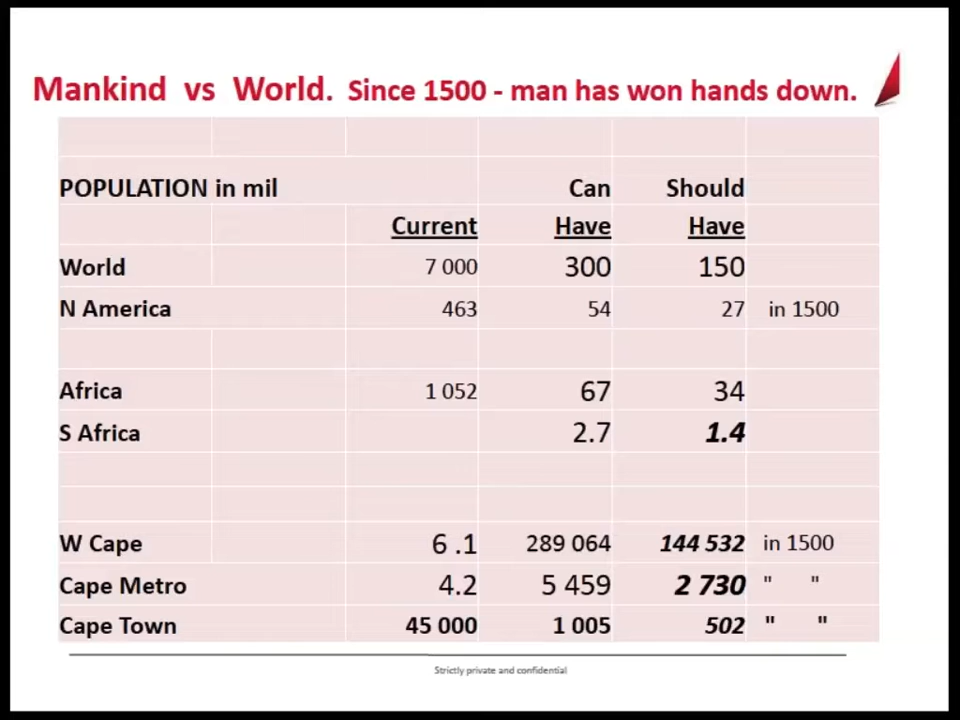 Mankind vs World. Since 1500 - man has won hands down.
POPULATION in mil Can Should
Current Have Have
World 7 000 300 150
N America 463 54 27 in 1500
Africa 1 052 67 34
S Africa 2.7 1.4
W Cape 6 .1 289 064 144 532 in 1500
Cape Metro 4.2 5 459 2 730 " "
Cape Town 45 000 1 005 502 " "
Strictly private and confidential